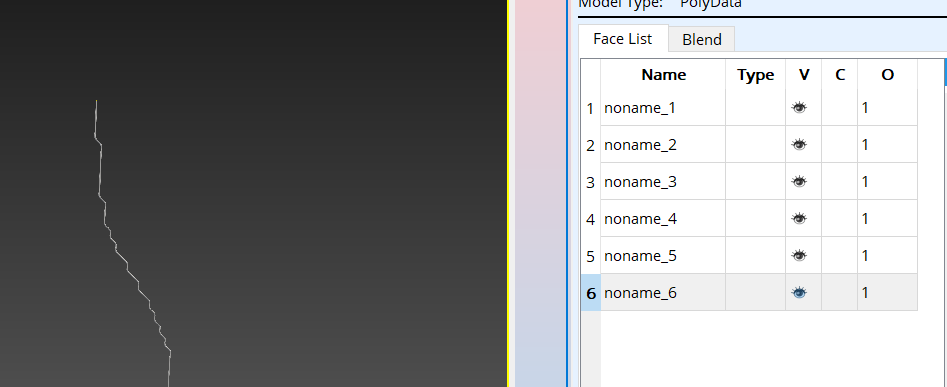 Model Type: PolyData
Face List Blend
Name Type V C O
1 noname_1 1
2 noname_2 1
3 noname_3 1
4 noname_4 1
5 noname_5 1
6 noname_6 1